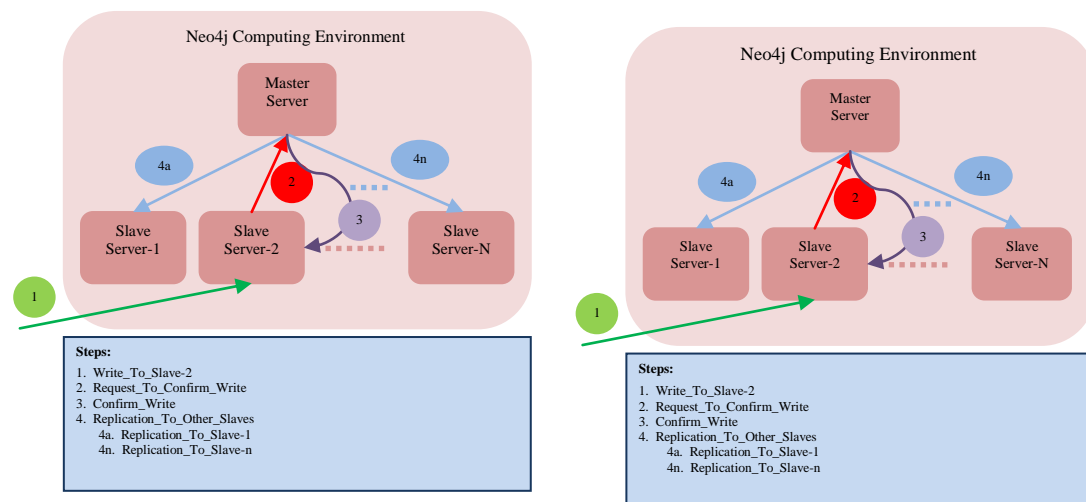 Neo4j Computing Environment
Master
Server
4a
4n
2
3
Slave
Server-1
Slave
Server-2
Slave
Server-N
1
Steps:
1. Write_To_Slave-2
2. Request_To_Confirm_Write
3. Confirm_Write
4. Replication_To_Other_Slaves
4a. Replication_To_Slave-1
4n. Replication_To_Slave-n
Neo4j Computing Environment
Master
Server
4a
4n
2
3
Slave
Server-1
Slave
Server-2
Slave
Server-N
1
Steps:
1. Write_To_Slave-2
2. Request_To_Confirm_Write
3. Confirm_Write
4. Replication_To_Other_Slaves
4a. Replication_To_Slave-1
4n. Replication_To_Slave-n